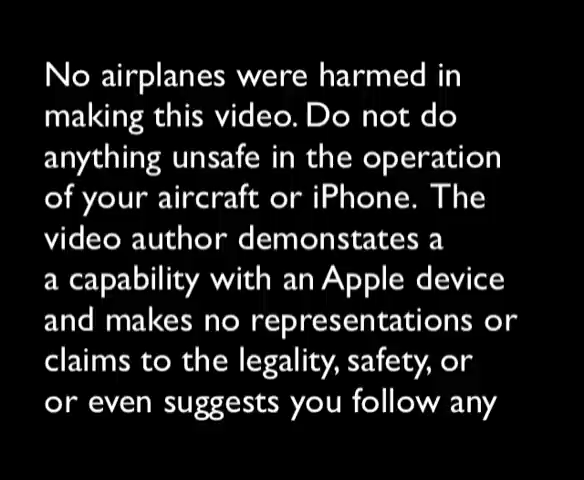 No airplanes were harmed in
making this video. Do not do
anything unsafe in the operation
of your aircraft or iPhone. The
video author demonstates a
a capability with an Apple device
and makes no representations or
claims to the legality, safety, or
or even suggests you follow any